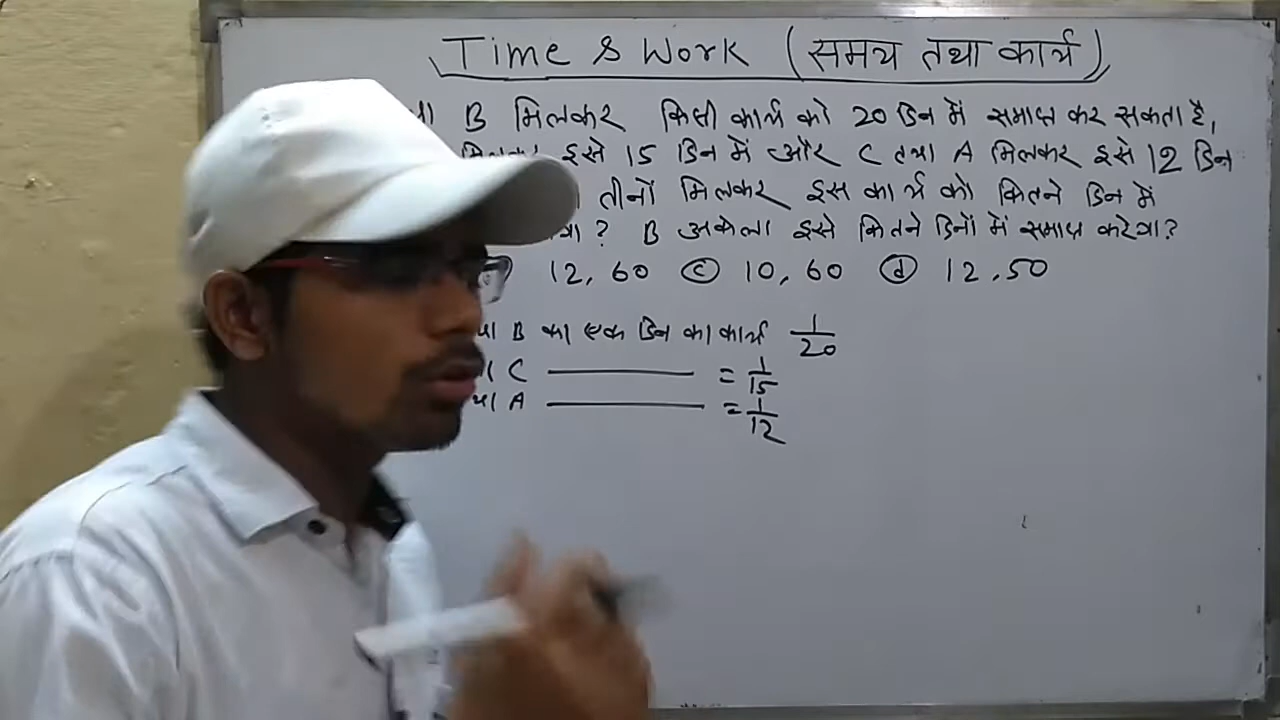 Time & Work (समय तथा कार्य)
B मिलकर किसी कार्य को 20 दिन में समाप्त कर सकता है,
मिलकर इसे 15 दिन में और C तथा A मिलकर इसे 12 दिन
तीनों मिलकर इस कार्य को कितने दिन में
? B अकेला इसे कितने दिनों में समाप्त करेगा?
12, 60 (c) 10, 60 (d) 12, 50
B का एक दिन का कार्य 1/20
C = 1/15
A = 1/12